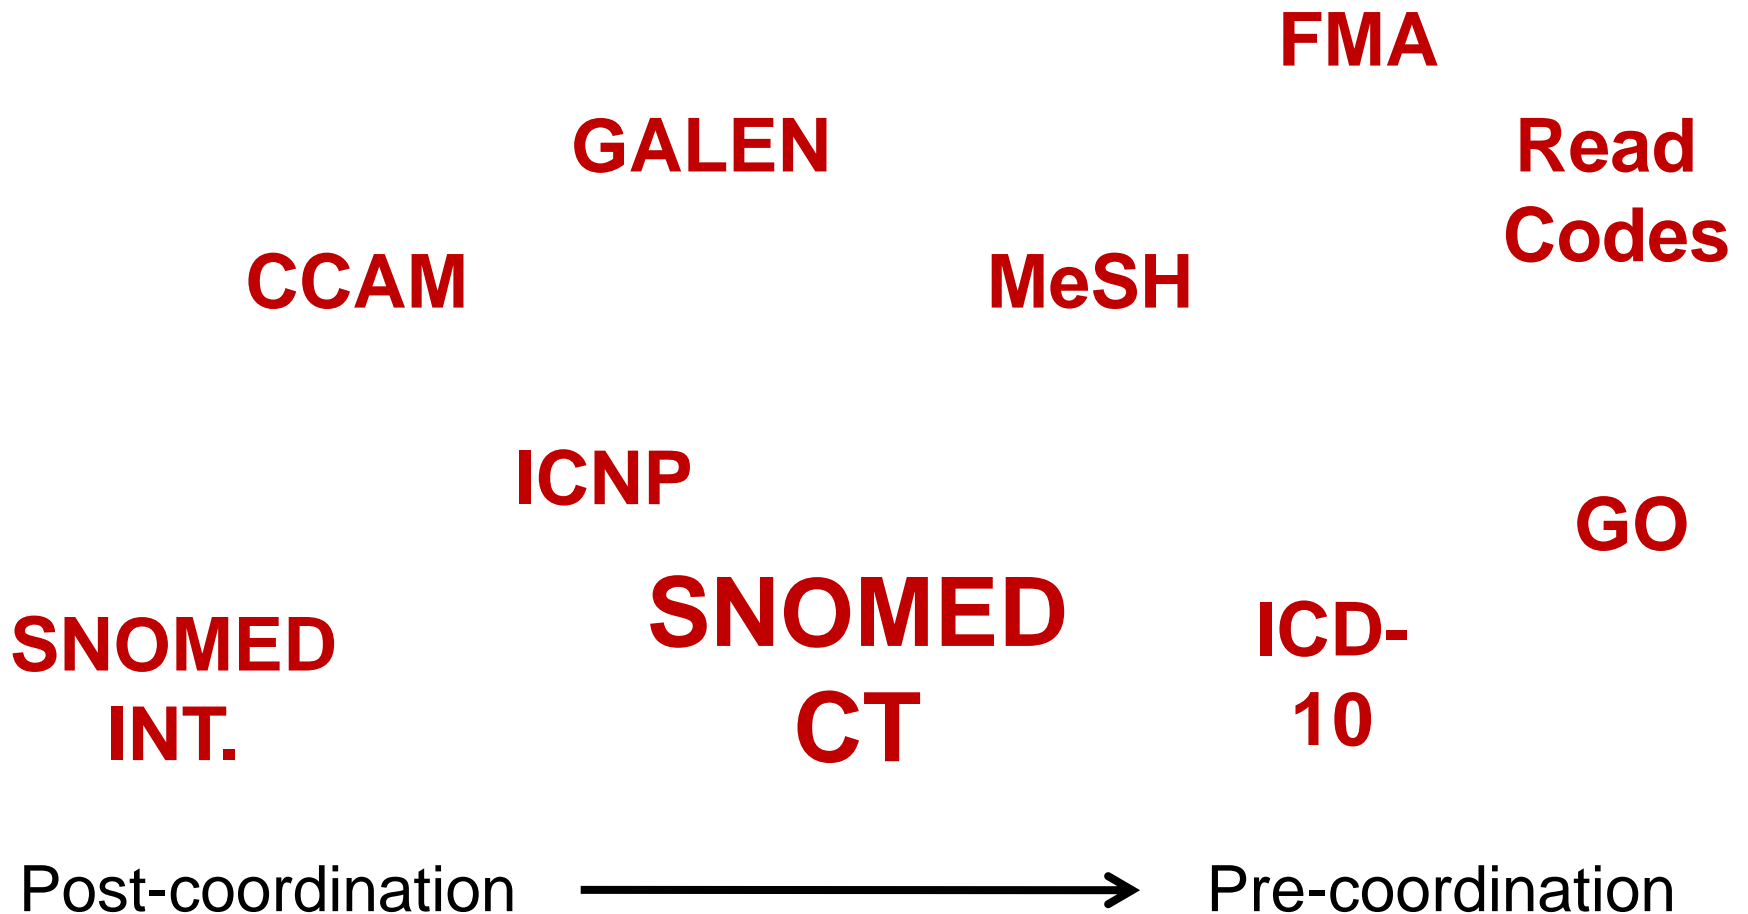 FMA
GALEN
Read
Codes
CCAM
MeSH
ICNP
GO
SNOMED
CT
SNOMED
INT.
ICD-
10
Post-coordination
Pre-coordination